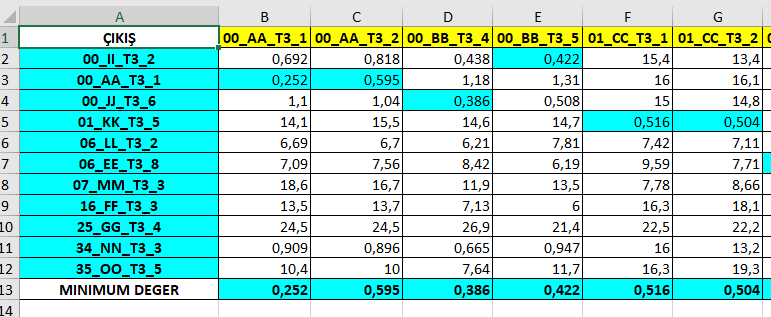 A B C D E F G
1 ÇIKIŞ 00_AA_T3_1 00_AA_T3_2 00_BB_T3_4 00_BB_T3_5 01_CC_T3_1 01_CC_T3_2
2 00_II_T3_2 0,692 0,818 0,438 0,422 15,4 13,4
3 00_AA_T3_1 0,252 0,595 1,18 1,31 16 16,1
4 00_JJ_T3_6 1,1 1,04 0,386 0,508 15 14,8
5 01_KK_T3_5 14,1 15,5 14,6 14,7 0,516 0,504
6 06_LL_T3_2 6,69 6,7 6,21 7,81 7,42 7,11
7 06_EE_T3_8 7,09 7,56 8,42 6,19 9,59 7,71
8 07_MM_T3_3 18,6 16,7 11,9 13,5 7,78 8,66
9 16_FF_T3_3 13,5 13,7 7,13 6 16,3 18,1
10 25_GG_T3_4 24,5 24,5 26,9 21,4 22,5 22,2
11 34_NN_T3_3 0,909 0,896 0,665 0,947 16 13,2
12 35_OO_T3_5 10,4 10 7,64 11,7 16,3 19,3
13 MINIMUM DEGER 0,252 0,595 0,386 0,422 0,516 0,504
14